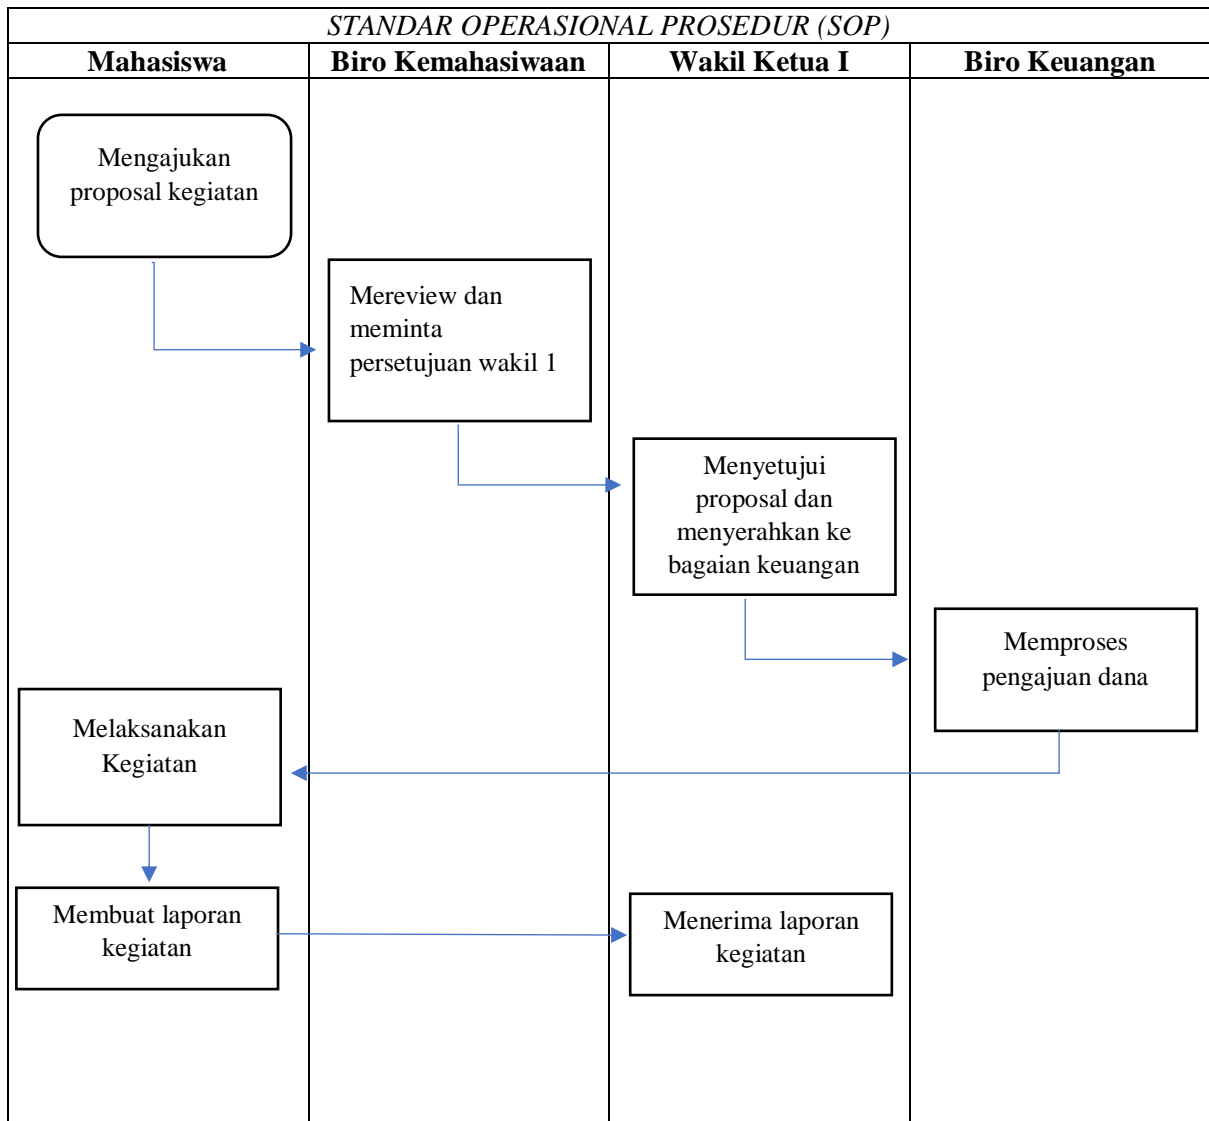 STANDAR OPERASIONAL PROSEDUR (SOP)
Mahasiswa
Biro Kemahasiwaan
Wakil Ketua I
Biro Keuangan
Mengajukan
proposal kegiatan
Mereview dan
meminta
persetujuan wakil 1
Menyetujui
proposal dan
menyerahkan ke
bagaian keuangan
Memproses
pengajuan dana
Melaksanakan
Kegiatan
Membuat laporan
kegiatan
Menerima laporan
kegiatan